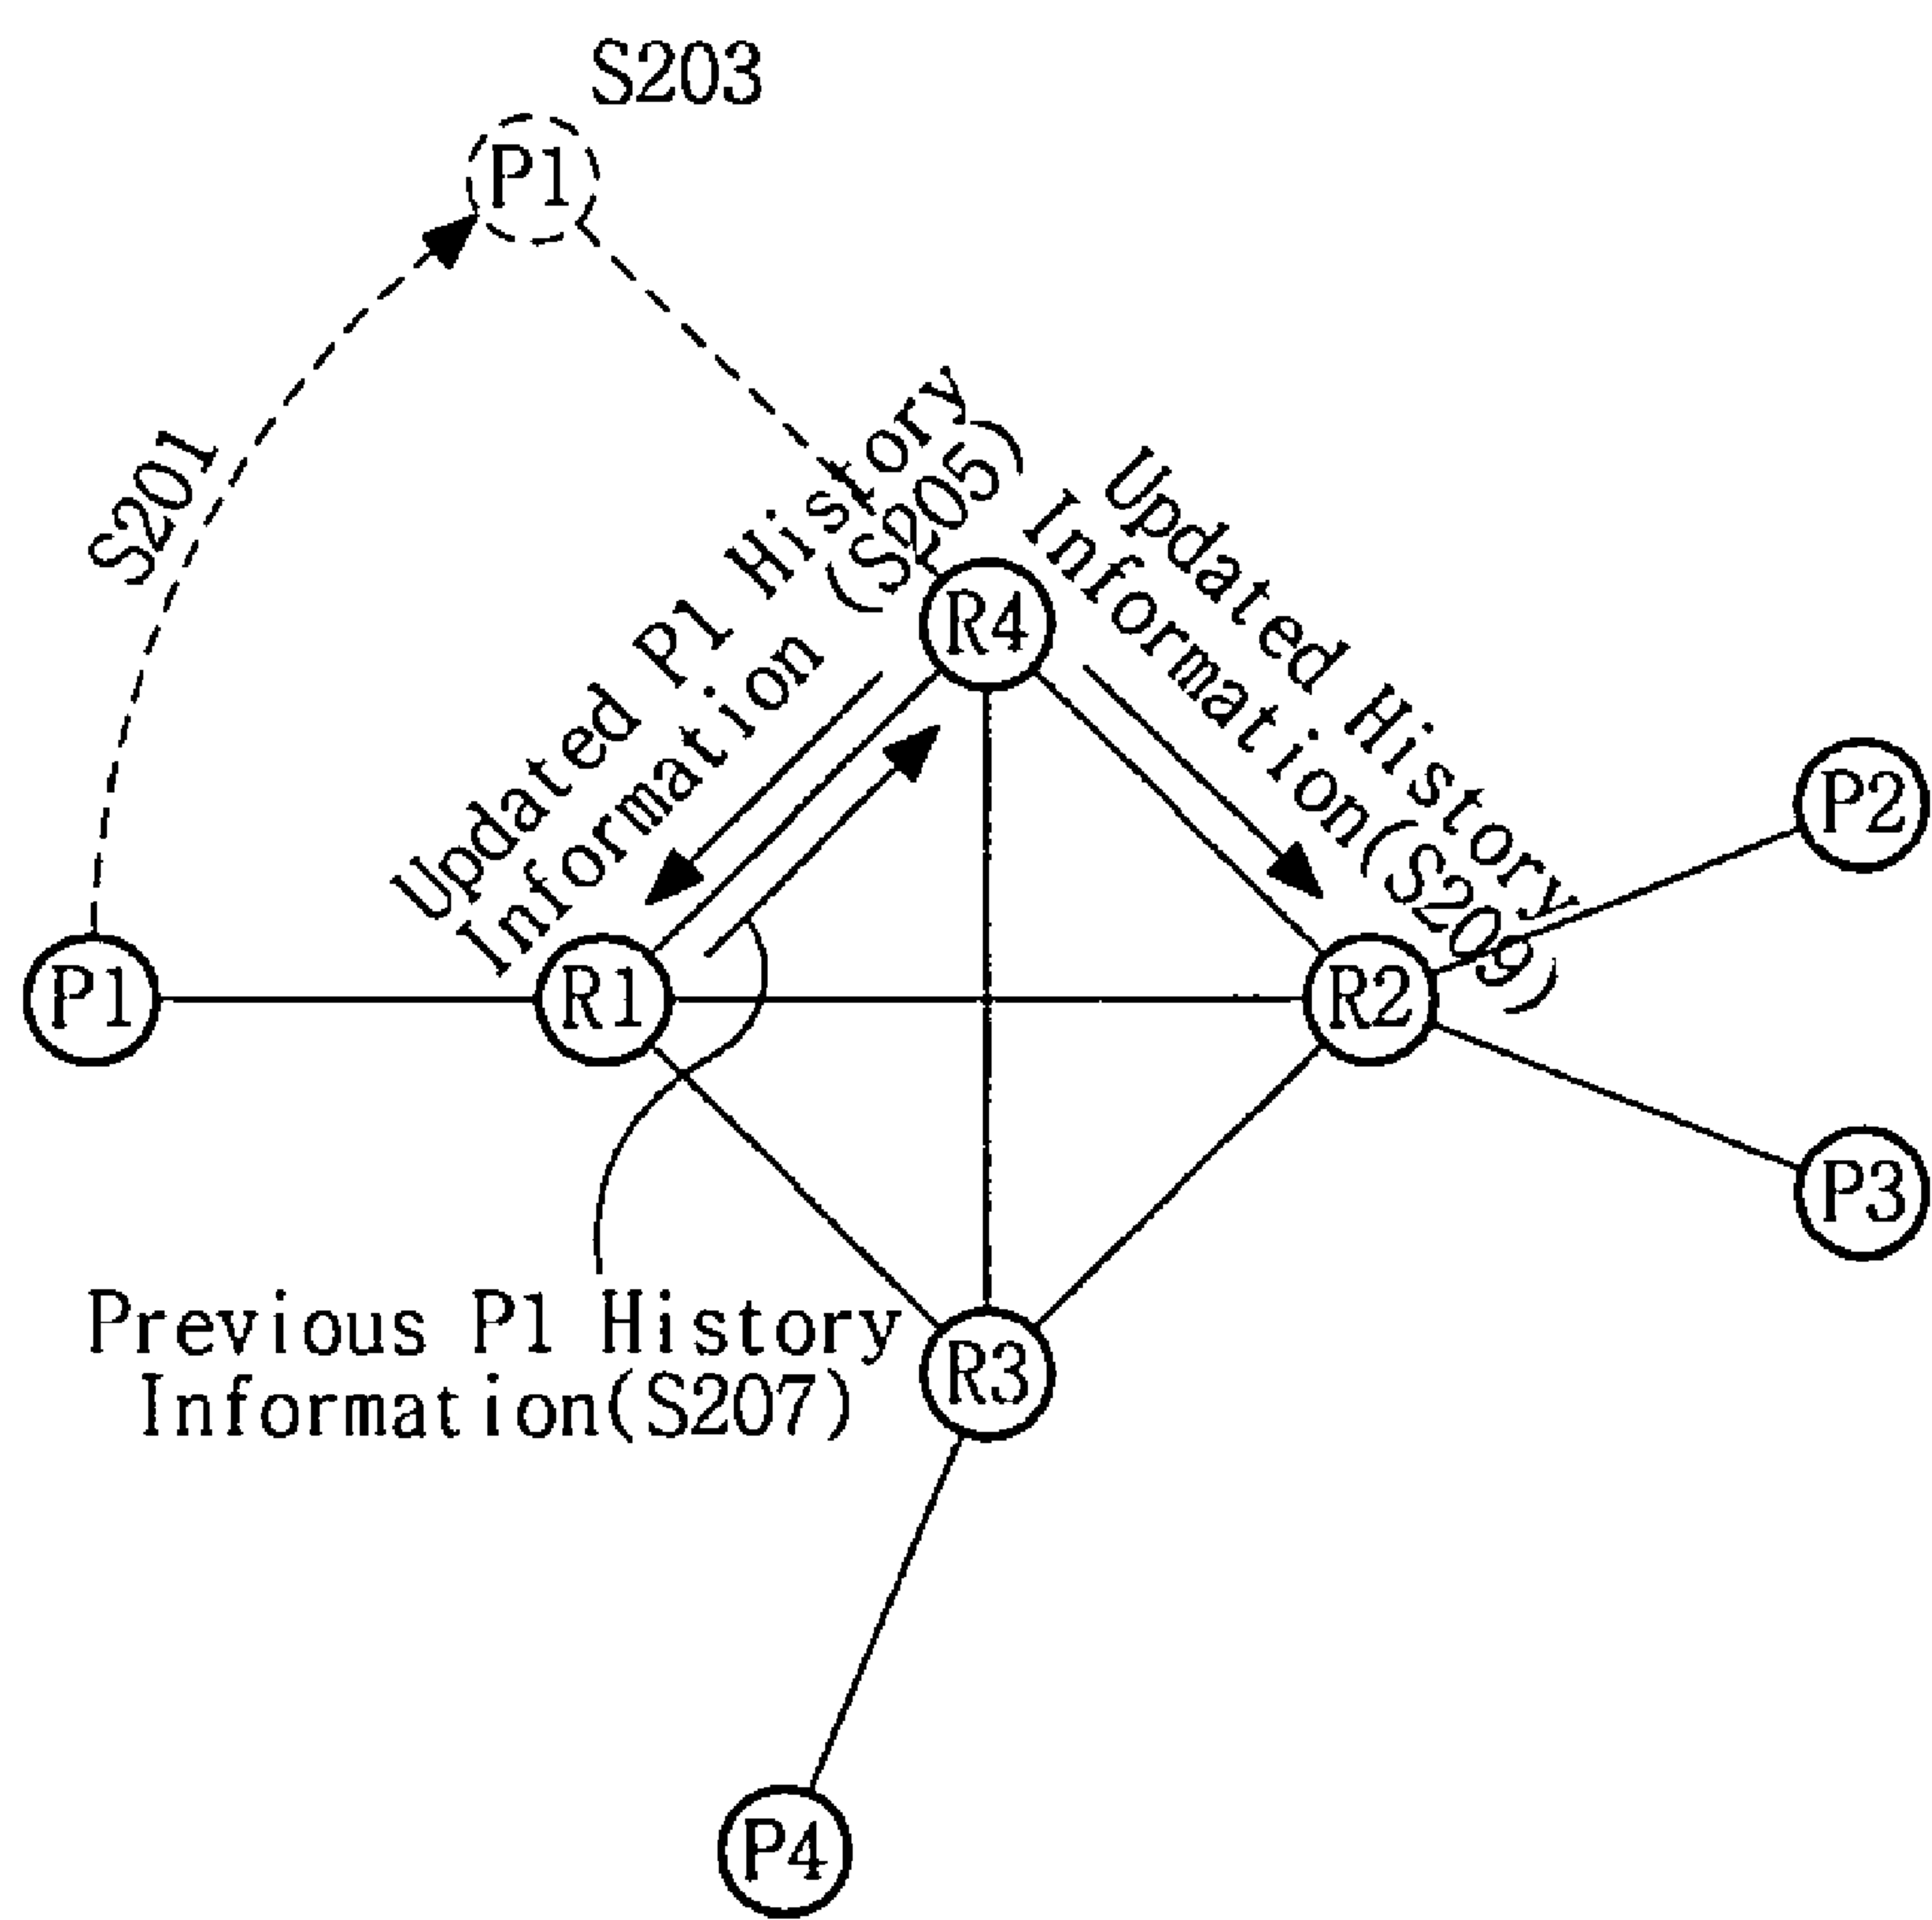 S203
P1
S201
Updated P1 History
Information (S205)
Updated History
Information(S209)
R4
P2
P1
R1
R2
P3
Previous P1 History
Information(S207)
R3
P4